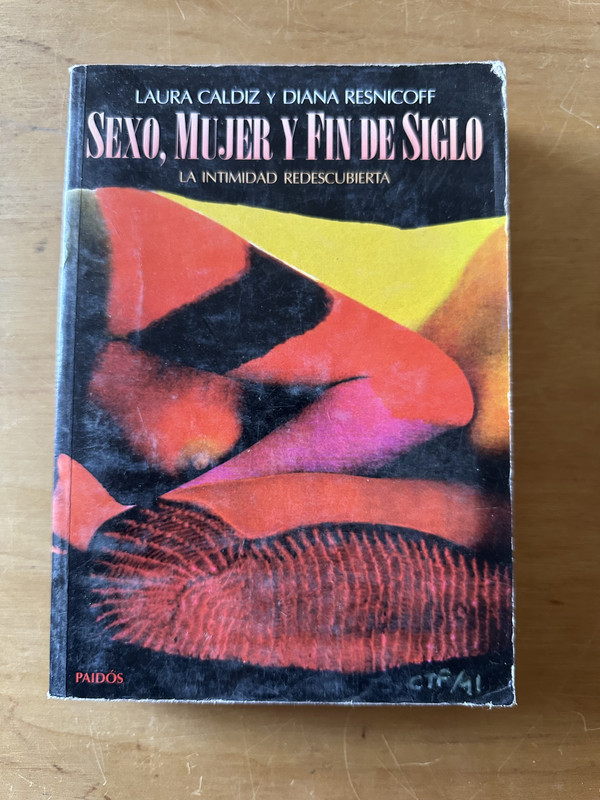 LAURA CALDIZ Y DIANA RESNICOFF
SEXO, MUJER Y FIN DE SIGLO
LA INTIMIDAD REDESCUBIERTA
PAIDÓS